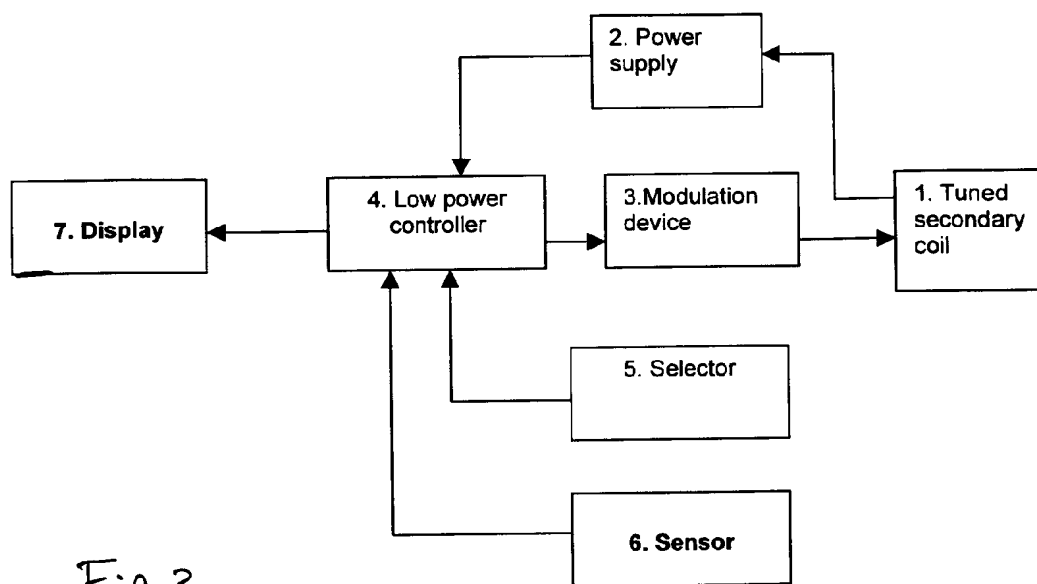 2. Power
supply
1. Tuned
secondary
coil
3.Modulation
device
4. Low power
controller
7. Display
5. Selector
6. Sensor
Fig 2